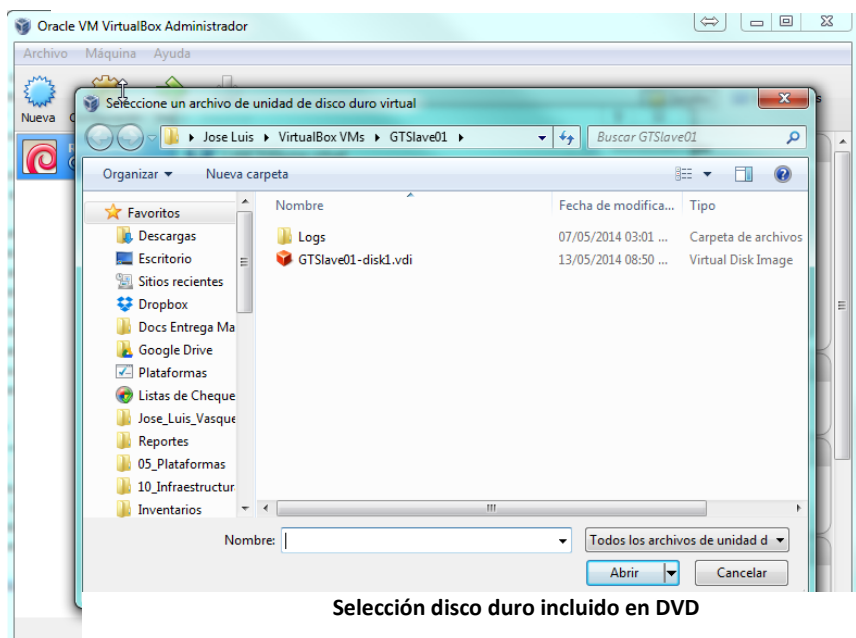 Oracle VM VirtualBox Administrador
Archivo Máquina Ayuda
Nueva
Seleccione un archivo de unidad de disco duro virtual
Jose Luis VirtualBox VMs GTSlave01
Buscar GTSlave01
Organizar Nueva carpeta
Nombre Fecha de modifica... Tipo
Favoritos
Descargas
Escritorio
Sitios recientes
Dropbox
Docs Entrega Ma
Google Drive
Plataformas
Listas de Cheque
Jose_Luis_Vasque
Reportes
05_Plataformas
10_Infraestructur
Inventarios
Logs 07/05/2014 03:01 ... Carpeta de archivos
GTSlave01-disk1.vdi 13/05/2014 08:50 ... Virtual Disk Image
Nombre:
Todos los archivos de unidad d
Abrir Cancelar
Selección disco duro incluido en DVD